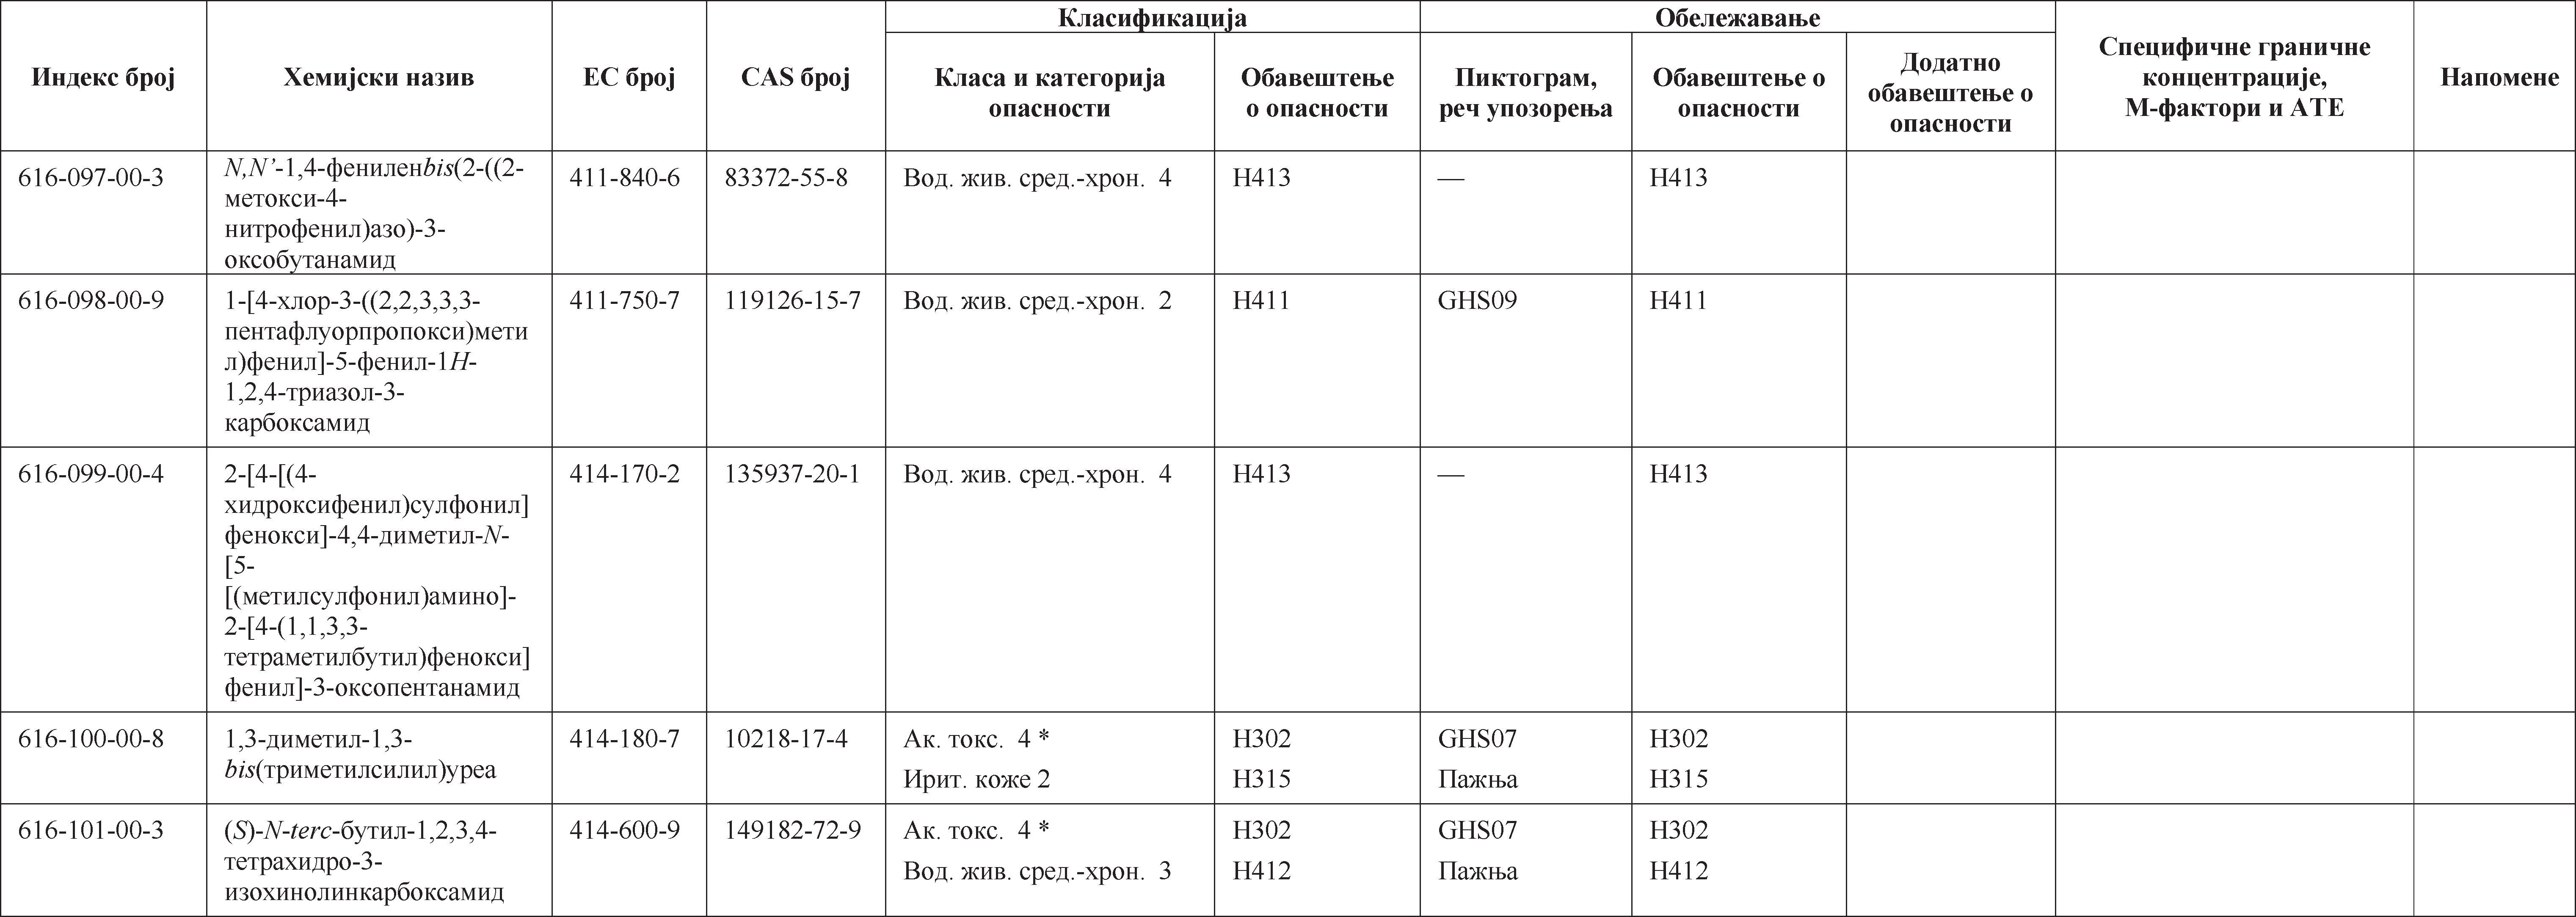 Класификација
Обележавање
Индекс број
Хемијски назив
ЕС број
CAS број
Класа и категорија
опасности
Обавештење
о опасности
Пиктограм,
реч упозорења
Обавештење о
опасности
Додатно
обавештење о
опасности
Специфичне граничне
концентрације,
М-фактори и АТЕ
Напомене
616-097-00-3
N,N’-1,4-фениленbis(2-((2-
метокси-4-
нитрофенил)азо)-3-
оксобутанамид
411-840-6
83372-55-8
Вод. жив. сред.-хрон. 4
H413
—
H413
616-098-00-9
1-[4-хлор-3-((2,2,3,3,3-
пентафлуорпропокси)мети
л)фенил]-5-фенил-1H-
1,2,4-триазол-3-
карбоксамид
411-750-7
119126-15-7
Вод. жив. сред.-хрон. 2
H411
GHS09
H411
616-099-00-4
2-[4-[(4-
хидроксифенил)сулфонил]
фенокси]-4,4-диметил-N-
[5-
[(метилсулфонил)амино]-
2-[4-(1,1,3,3-
тетраметилбутил)фенокси]
фенил]-3-оксопентанамид
414-170-2
135937-20-1
Вод. жив. сред.-хрон. 4
H413
—
H413
616-100-00-8
1,3-диметил-1,3-
bis(триметилсилил)уреа
414-180-7
10218-17-4
Ак. токс. 4 *
Ирит. коже 2
H302
H315
GHS07
Пажња
H302
H315
616-101-00-3
(S)-N-terc-бутил-1,2,3,4-
тетрахидро-3-
изохинолинкарбоксамид
414-600-9
149182-72-9
Ак. токс. 4 *
Вод. жив. сред.-хрон. 3
H302
H412
GHS07
Пажња
H302
H412